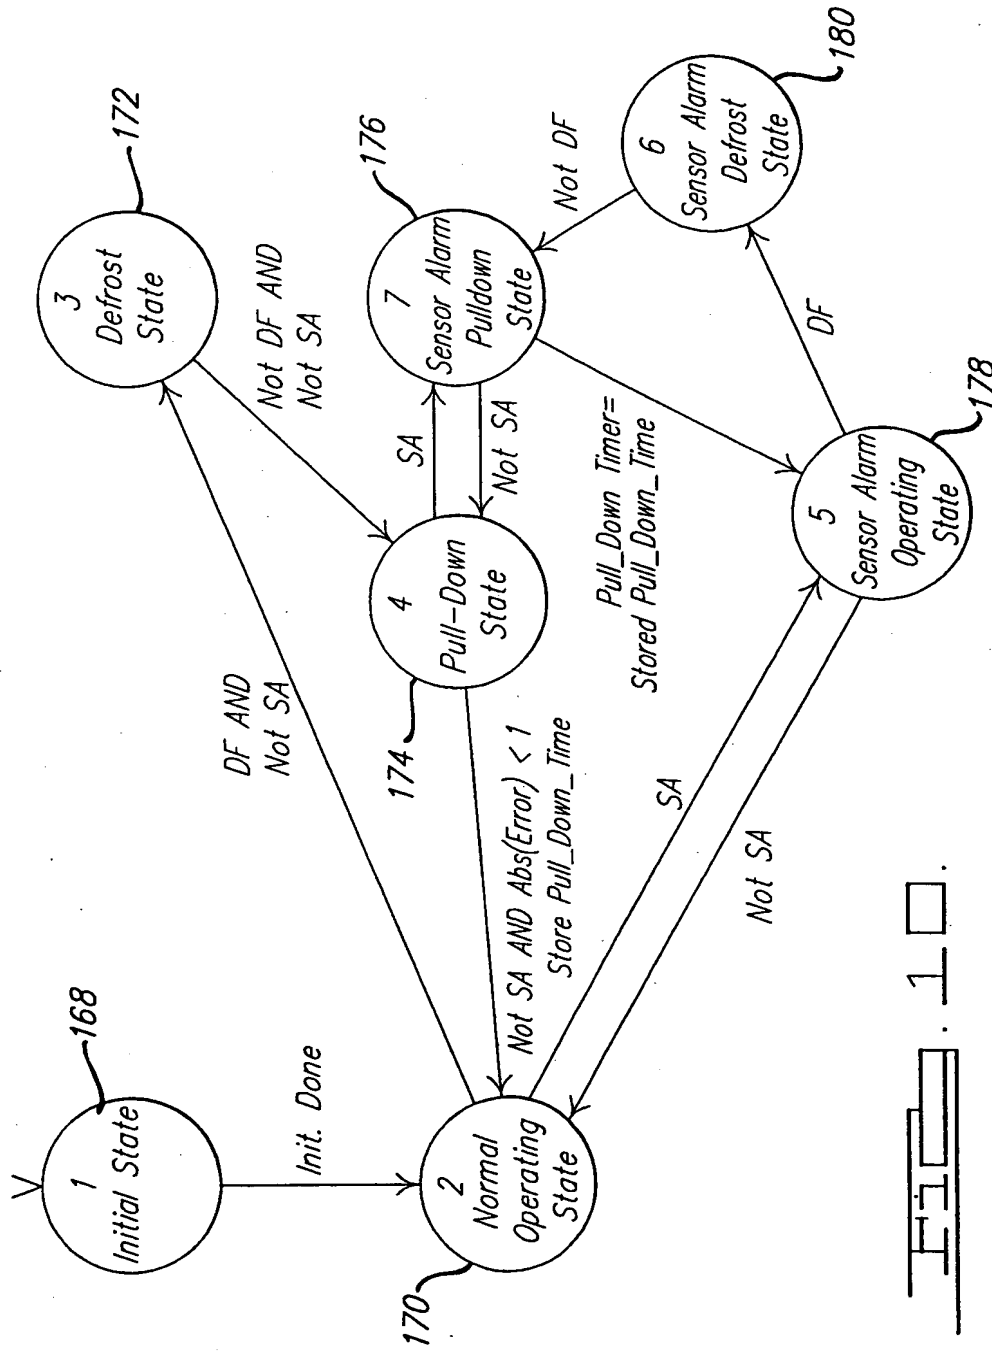 1
Initial State
168
Init. Done
2
Normal
Operating
State
170
DF AND
Not SA
3
Defrost
State
172
Not DF AND
Not SA
4
Pull-Down
State
174
SA
Not SA
7
Sensor Alarm
Pulldown
State
176
Not SA AND Abs(Error) < 1
Store Pull_Down_Time
Pull_Down Timer=
Stored Pull_Down_Time
Not DF
6
Sensor Alarm
Defrost
State
180
DF
5
Sensor Alarm
Operating
State
178
SA
Not SA
Fig. 10.